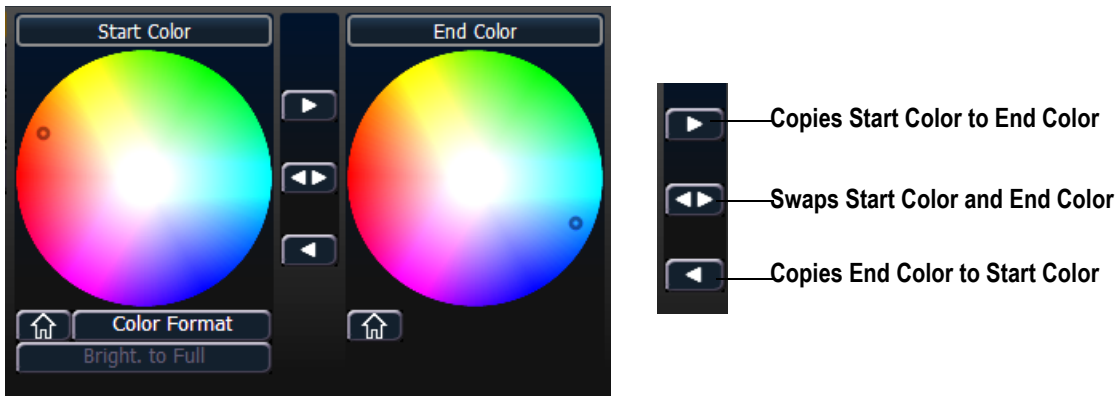 Start Color
End Color
Color Format
Bright. to Full
Copies Start Color to End Color
Swaps Start Color and End Color
Copies End Color to Start Color